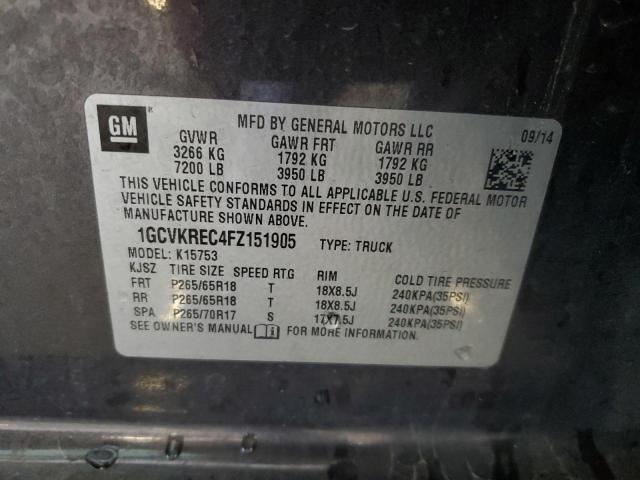 GM
MFD BY GENERAL MOTORS LLC
09/14
GVWR GAWR FRT GAWR RR
3266 KG 1792 KG 1792 KG
7200 LB 3950 LB 3950 LB
THIS VEHICLE CONFORMS TO ALL APPLICABLE U.S. FEDERAL MOTOR
VEHICLE SAFETY STANDARDS IN EFFECT ON THE DATE OF
MANUFACTURE SHOWN ABOVE.
1GCVKREC4FZ151905 TYPE: TRUCK
MODEL: K15753
KJSZ TIRE SIZE SPEED RTG RIM COLD TIRE PRESSURE
FRT P265/65R18 T 18X8.5J 240KPA(35PSI)
RR P265/65R18 T 18X8.5J 240KPA(35PSI)
SPA P265/70R17 S 17X7.5J 240KPA(35PSI)
SEE OWNER'S MANUAL FOR MORE INFORMATION.